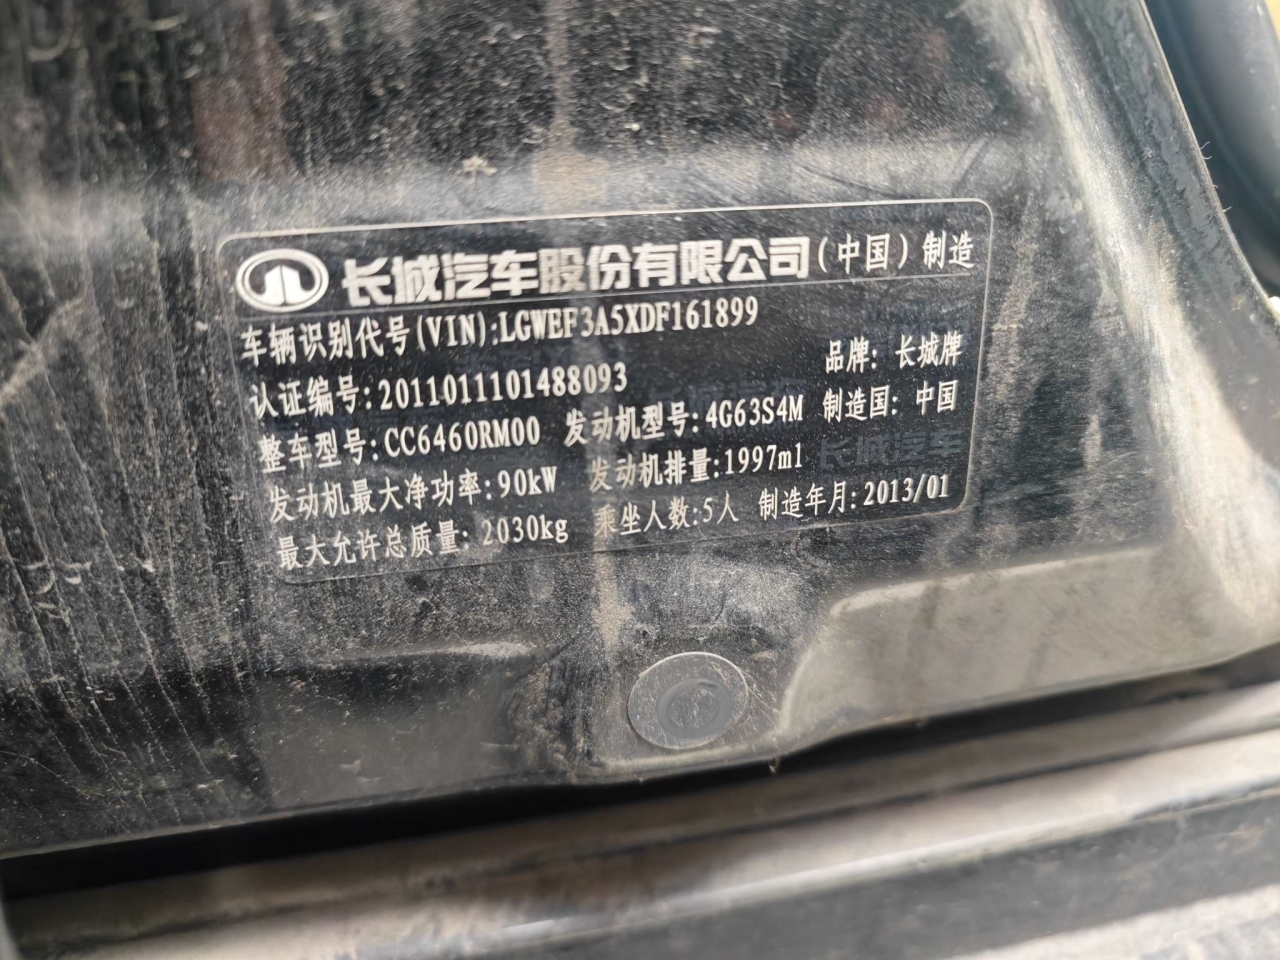 长城汽车股份有限公司(中国)制造
车辆识别代号(VIN):LGWEF3A5XDF161899
认证编号:2011011101488093 品牌:长城牌
整车型号:CC6460RM00 发动机型号:4G63S4M 制造国:中国
发动机最大净功率:90kW 发动机排量:1997ml
最大允许总质量:2030kg 乘坐人数:5人 制造年月:2013/01
长城汽车